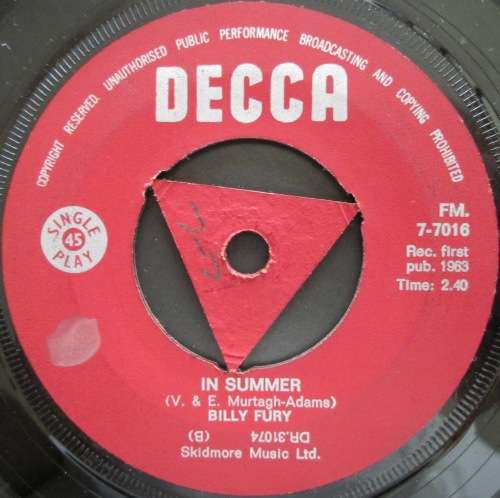 COPYRIGHT RESERVED. UNAUTHORISED PUBLIC PERFORMANCE BROADCASTING AND COPYING PROHIBITED
DECCA
SINGLE
45
PLAY
FM.
7-7016
Rec. first
pub. 1963
Time: 2.40
IN SUMMER
(V. & E. Murtagh-Adams)
BILLY FURY
DR.31074 (B)
Skidmore Music Ltd.